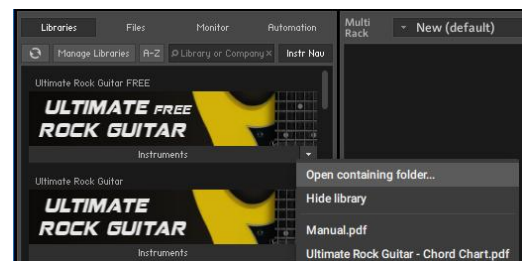 Libraries Files Monitor Automation
Multi Rack New (default)
Manage Libraries A-Z Library or Company × Instr Nav
Ultimate Rock Guitar FREE
ULTIMATE FREE
ROCK GUITAR
Instruments
Ultimate Rock Guitar
ULTIMATE
ROCK GUITAR
Instruments
Open containing folder...
Hide library
Manual.pdf
Ultimate Rock Guitar - Chord Chart.pdf